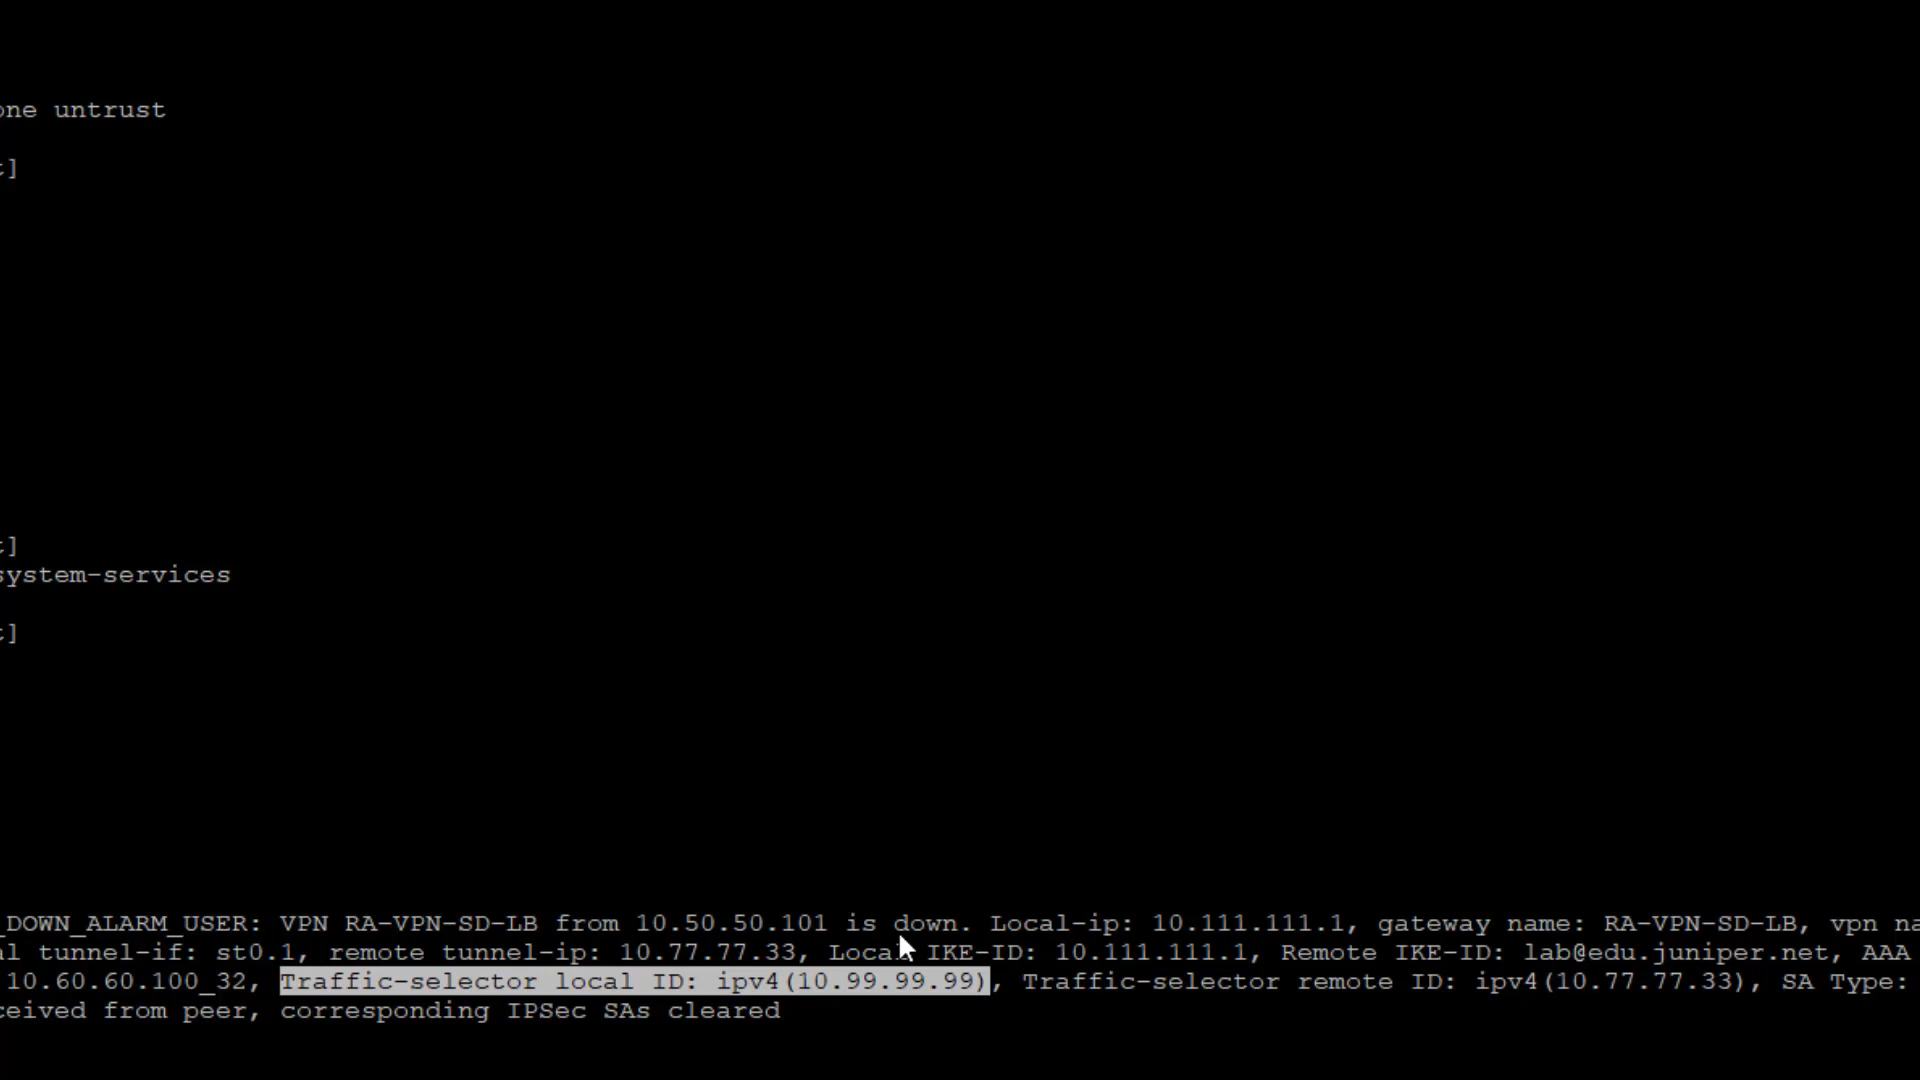 one untrust
t]
t]
system-services
t]
_DOWN_ALARM_USER: VPN RA-VPN-SD-LB from 10.50.50.101 is down. Local-ip: 10.111.111.1, gateway name: RA-VPN-SD-LB, vpn na
al tunnel-if: st0.1, remote tunnel-ip: 10.77.77.33, Local IKE-ID: 10.111.111.1, Remote IKE-ID: lab@edu.juniper.net, AAA
10.60.60.100_32, Traffic-selector local ID: ipv4(10.99.99.99), Traffic-selector remote ID: ipv4(10.77.77.33), SA Type:
ceived from peer, corresponding IPSec SAs cleared